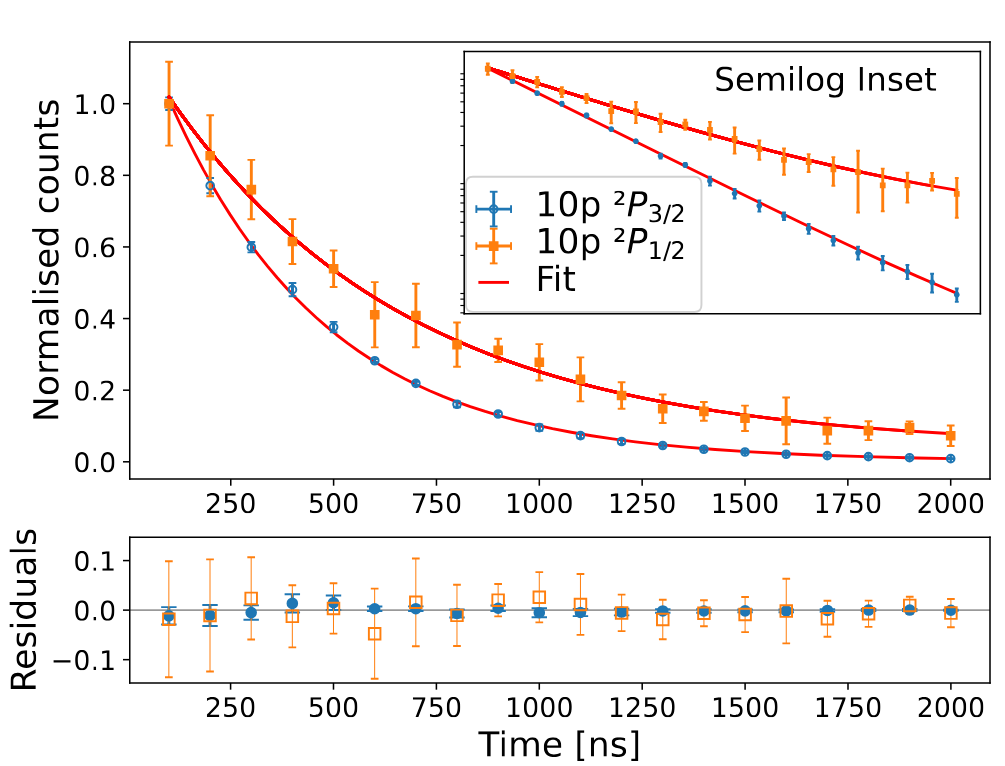 Normalised counts
1.0
0.8
0.6
0.4
0.2
0.0
Semilog Inset
10p ²P3/2
10p ²P1/2
Fit
250 500 750 1000 1250 1500 1750 2000
Residuals
0.1
0.0
−0.1
250 500 750 1000 1250 1500 1750 2000
Time [ns]